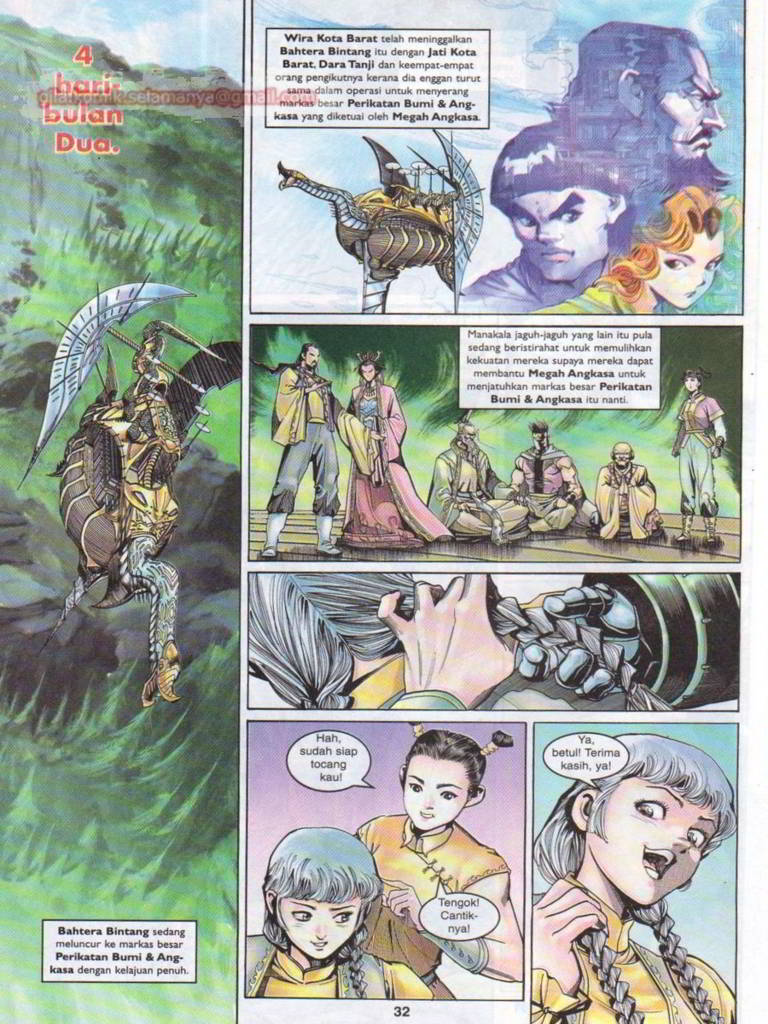 4
hari-
bulan
Dua.
gilakomik.selamanya@gmail.com
Bahtera Bintang sedang
meluncur ke markas besar
Perikatan Bumi & Ang-
kasa dengan kelajuan penuh.
Wira Kota Barat telah meninggalkan
Bahtera Bintang itu dengan Jati Kota
Barat, Dara Tanji dan keempat-empat
orang pengikutnya kerana dia enggan turut
sama dalam operasi untuk menyerang
markas besar Perikatan Bumi & Ang-
kasa yang diketuai oleh Megah Angkasa.
Manakala jaguh-jaguh yang lain itu pula
sedang beristirahat untuk memulihkan
kekuatan mereka supaya mereka dapat
membantu Megah Angkasa untuk
menjatuhkan markas besar Perikatan
Bumi & Angkasa itu nanti.
Hah,
sudah siap
tocang
kau!
Tengok!
Cantik-
nya!
Ya,
betul! Terima
kasih, ya!
32